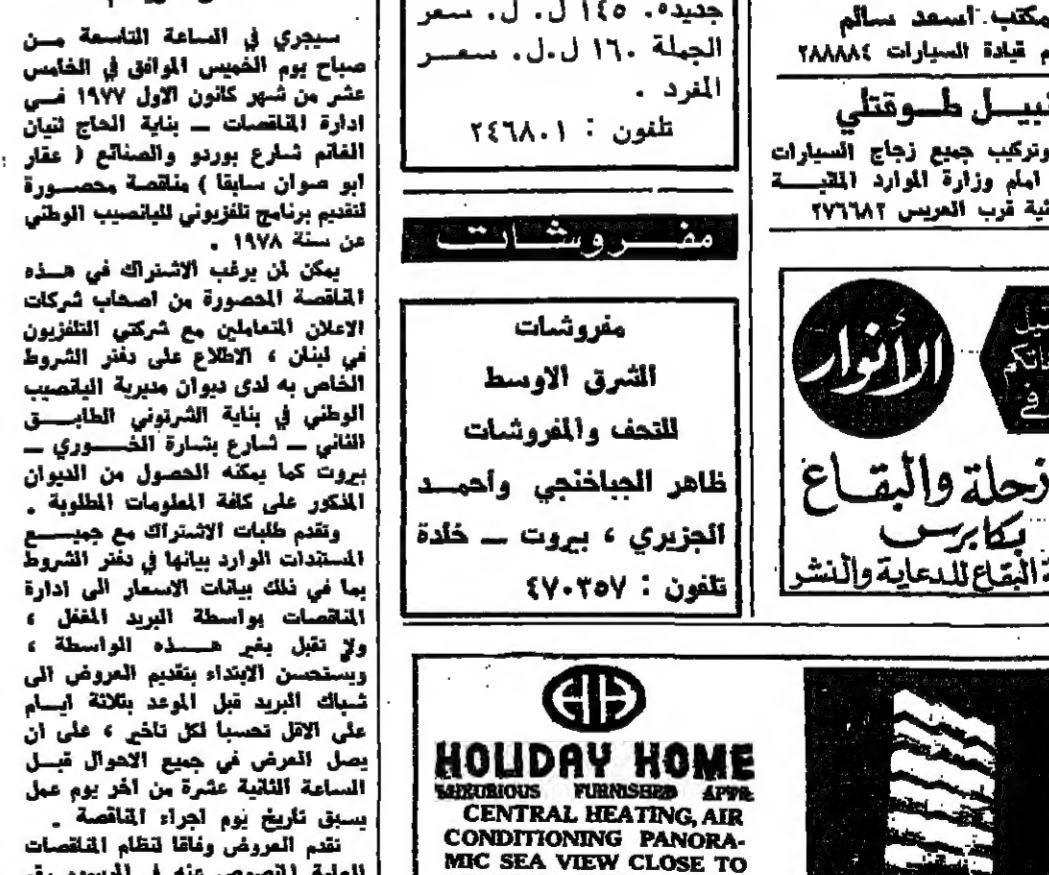 مكتب اسعد سالم
قيادة السيارات ٢٨٨٨٨٤
نبيل طوقتلي
وتركيب جميع زجاج السيارات
امام وزارة الموارد
قرب العريس ٢٧٦٦٨٢
جديده. ١٤٥ ل. ل. سعر
الجملة ١٦٠ ل.ل. سعر
المفرد .
تلفون : ٢٤٦٨٠١
مفروشات
مفروشات
الشرق الاوسط
للتحف والمفروشات
ظاهر الجباخنجي واحمد
الجزيري ، بيروت — خلدة
تلفون : ٤٧٠٣٥٧
الأنوار
في
زحلة والبقاع
البقاع للدعاية والنشر
سيجري في الساعة التاسعة من
صباح يوم الخميس الموافق في الخامس
عشر من شهر كانون الاول ١٩٧٧ في
ادارة المناقصات — بناية الحاج
الغانم شارع بوردو والصنائع ( عقار
ابو صوان سابقا ) مناقصة محصورة
لتقديم برنامج تلفزيوني لليانصيب الوطني
عن سنة ١٩٧٨ .
يمكن لمن يرغب الاشتراك في هذه
المناقصة المحصورة من اصحاب شركات
الاعلان المتعاملين مع شركتي التلفزيون
في لبنان ، الاطلاع على دفتر الشروط
الخاص به لدى ديوان مديرية اليانصيب
الوطني في بناية الشرتوني الطابق
الثاني — شارع بشارة الخوري —
بيروت كما يمكنه الحصول من الديوان
المذكور على كافة المعلومات المطلوبة .
وتقدم طلبات الاشتراك مع جميع
المستندات الوارد بيانها في دفتر الشروط
بما في ذلك بيانات الاسعار الى ادارة
المناقصات بواسطة البريد المغفل ،
ولا تقبل بغير هذه الواسطة ،
ويستحسن الابتداء بتقديم العروض الى
شباك البريد قبل الموعد بثلاثة ايام
على الاقل تحسبا لكل تاخير ، على ان
يصل العرض في جميع الاحوال قبل
الساعة الثانية عشرة من اخر يوم عمل
يسبق تاريخ يوم اجراء المناقصة .
تقدم العروض وفاقا لنظام المناقصات
HOLIDAY HOME
FURNISHED
CENTRAL HEATING, AIR
CONDITIONING PANORA-
MIC SEA VIEW CLOSE TO